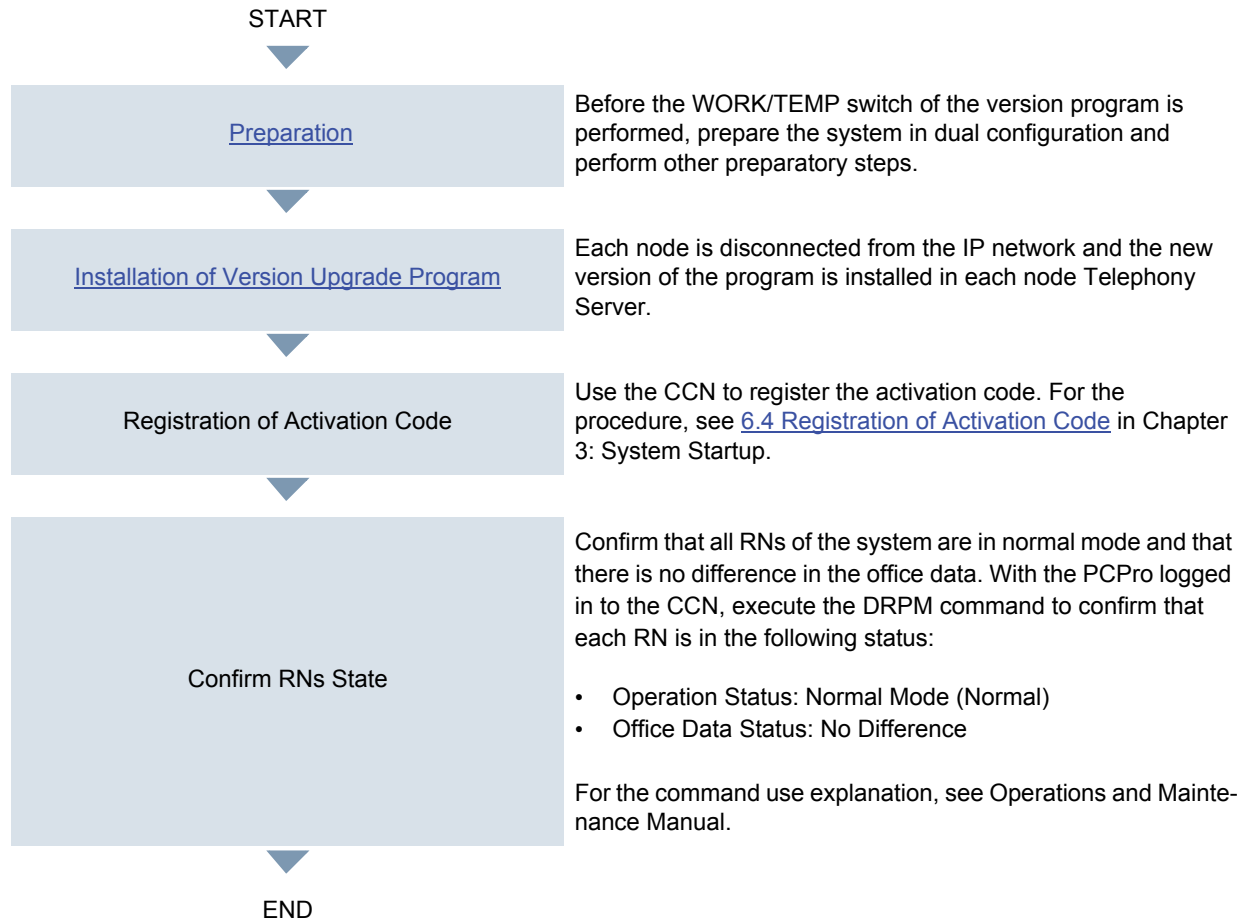 START
Preparation
Before the WORK/TEMP switch of the version program is
performed, prepare the system in dual configuration and
perform other preparatory steps.
Installation of Version Upgrade Program
Each node is disconnected from the IP network and the new
version of the program is installed in each node Telephony
Server.
Registration of Activation Code
Use the CCN to register the activation code. For the
procedure, see 6.4 Registration of Activation Code in Chapter
3: System Startup.
Confirm RNs State
Confirm that all RNs of the system are in normal mode and that
there is no difference in the office data. With the PCPro logged
in to the CCN, execute the DRPM command to confirm that
each RN is in the following status:
• Operation Status: Normal Mode (Normal)
• Office Data Status: No Difference
For the command use explanation, see Operations and Mainte-
nance Manual.
END